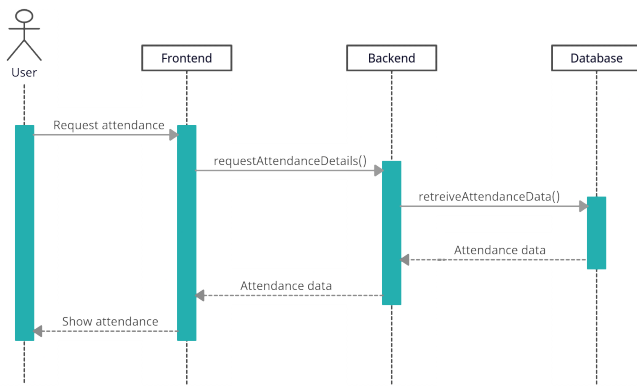 User
Frontend
Backend
Database
Request attendance
requestAttendanceDetails()
retreiveAttendanceData()
Attendance data
Attendance data
Show attendance